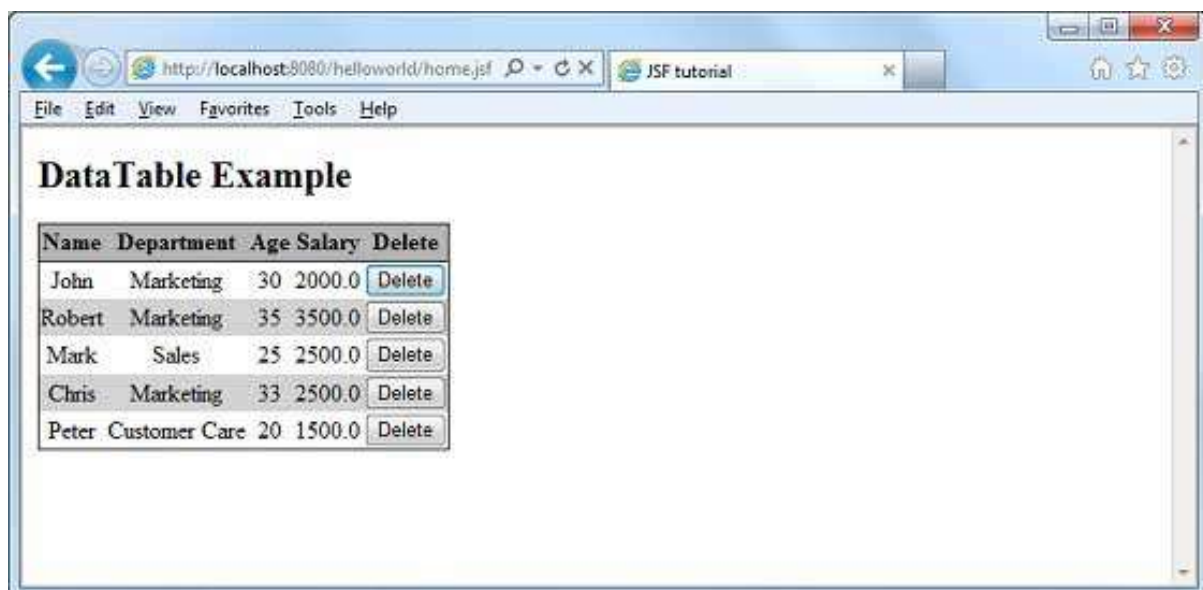 http://localhost:8080/helloworld/home.jsf
JSF tutorial
File Edit View Favorites Tools Help
DataTable Example
Name Department Age Salary Delete
John Marketing 30 2000.0 Delete
Robert Marketing 35 3500.0 Delete
Mark Sales 25 2500.0 Delete
Chris Marketing 33 2500.0 Delete
Peter Customer Care 20 1500.0 Delete